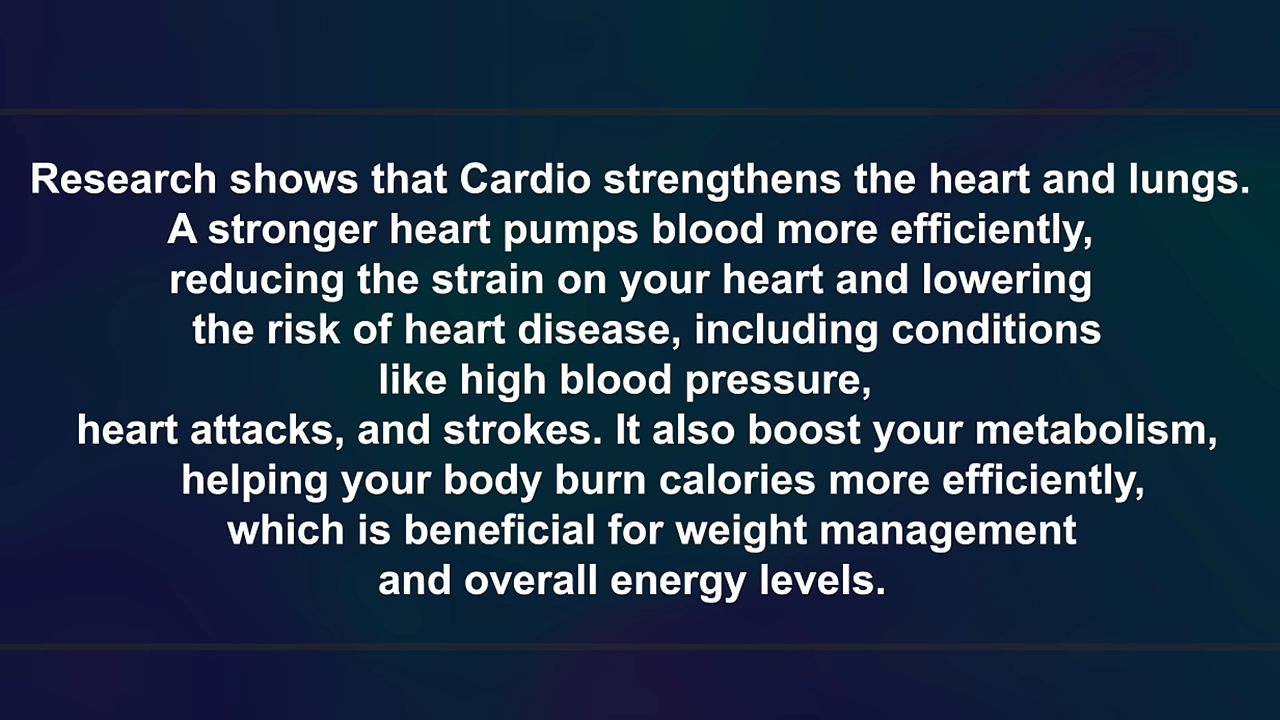 Research shows that Cardio strengthens the heart and lungs.
A stronger heart pumps blood more efficiently,
reducing the strain on your heart and lowering
the risk of heart disease, including conditions
like high blood pressure,
heart attacks, and strokes. It also boost your metabolism,
helping your body burn calories more efficiently,
which is beneficial for weight management
and overall energy levels.